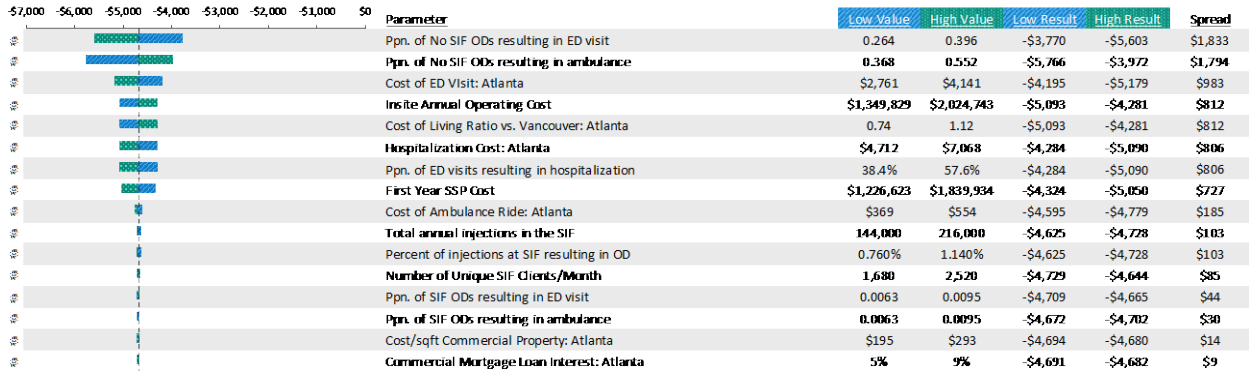 -$7,000 -$6,000 -$5,000 -$4,000 -$3,000 -$2,000 -$1,000 $0
Parameter Low Value High Value Low Result High Result Spread
Ppn. of No SIF ODs resulting in ED visit 0.264 0.396 -$3,770 -$5,603 $1,833
Ppn. of No SIF ODs resulting in ambulance 0.368 0.552 -$5,766 -$3,972 $1,794
Cost of ED Visit: Atlanta $2,761 $4,141 -$4,195 -$5,179 $983
Insite Annual Operating Cost $1,349,829 $2,024,743 -$5,093 -$4,281 $812
Cost of Living Ratio vs. Vancouver: Atlanta 0.74 1.12 -$5,093 -$4,281 $812
Hospitalization Cost: Atlanta $4,712 $7,068 -$4,284 -$5,090 $806
Ppn. of ED visits resulting in hospitalization 38.4% 57.6% -$4,284 -$5,090 $806
First Year SSP Cost $1,226,623 $1,839,934 -$4,324 -$5,050 $727
Cost of Ambulance Ride: Atlanta $369 $554 -$4,595 -$4,779 $185
Total annual injections in the SIF 144,000 216,000 -$4,625 -$4,728 $103
Percent of injections at SIF resulting in OD 0.760% 1.140% -$4,625 -$4,728 $103
Number of Unique SIF Clients/Month 1,680 2,520 -$4,729 -$4,644 $85
Ppn. of SIF ODs resulting in ED visit 0.0063 0.0095 -$4,709 -$4,665 $44
Ppn. of SIF ODs resulting in ambulance 0.0063 0.0095 -$4,672 -$4,702 $30
Cost/sqft Commercial Property: Atlanta $195 $293 -$4,694 -$4,680 $14
Commercial Mortgage Loan Interest: Atlanta 5% 9% -$4,691 -$4,682 $9